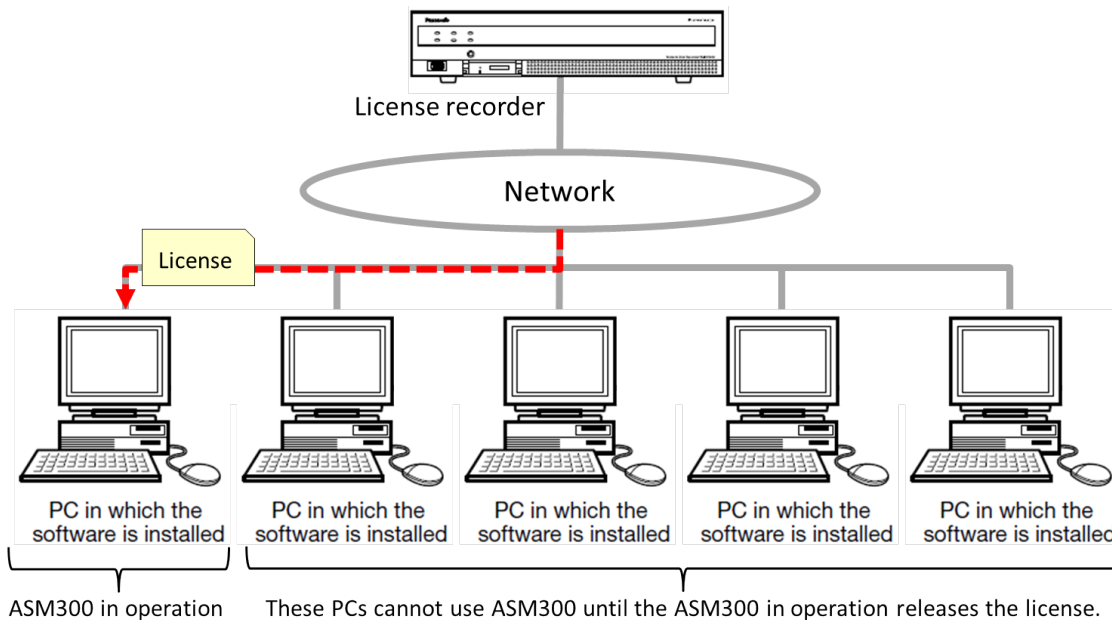 Panasonic
License recorder
Network
License
PC in which the
software is installed
PC in which the
software is installed
PC in which the
software is installed
PC in which the
software is installed
PC in which the
software is installed
ASM300 in operation
These PCs cannot use ASM300 until the ASM300 in operation releases the license.